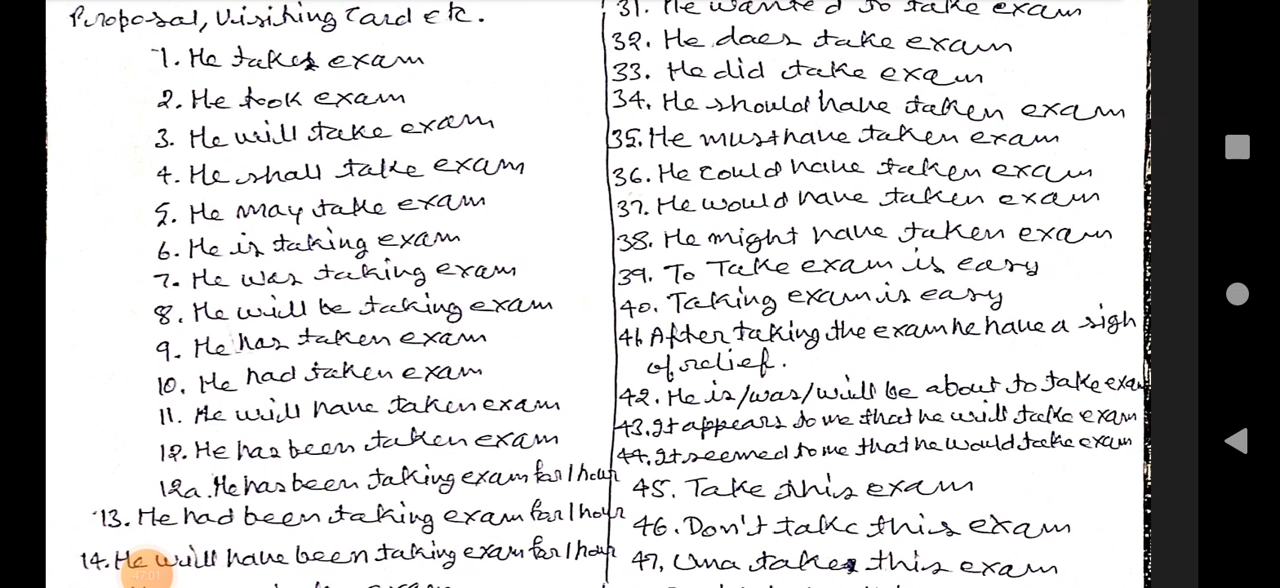 Proposal, Visiting Card etc.
1. He takes exam
2. He took exam
3. He will take exam
4. He shall take exam
5. He may take exam
6. He is taking exam
7. He was taking exam
8. He will be taking exam
9. He has taken exam
10. He had taken exam
11. He will have taken exam
12. He has been taken exam
12a. He has been taking exam for 1 hour
13. He had been taking exam for 1 hour
14. He will have been taking exam for 1 hour
47:01
31. He wanted to take exam
32. He does take exam
33. He did take exam
34. He should have taken exam
35. He must have taken exam
36. He could have taken exam
37. He would have taken exam
38. He might have taken exam
39. To Take exam is easy
40. Taking exam is easy
41. After taking the exam he have a sigh
of relief.
42. He is/was/will be about to take exam
43. It appears to me that he will take exam
44. It seemed to me that he would take exam
45. Take this exam
46. Don't take this exam
47. Uma takes this exam